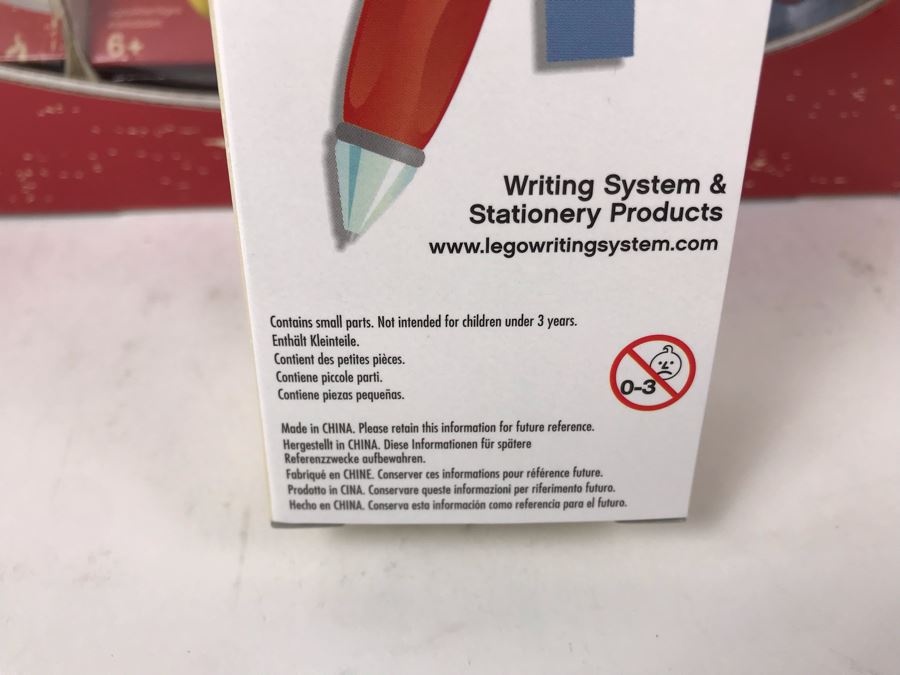 6+
Writing System &
Stationery Products
www.legowritingsystem.com
Contains small parts. Not intended for children under 3 years.
Enthält Kleinteile.
Contient des petites pièces.
Contiene piccole parti.
Contiene piezas pequeñas.
0-3
Made in CHINA. Please retain this information for future reference.
Hergestellt in CHINA. Diese Informationen für spätere
Referenzzwecke aufbewahren.
Fabriqué en CHINE. Conserver ces informations pour référence future.
Prodotto in CINA. Conservare queste informazioni per riferimento futuro.
Hecho en CHINA. Conserva esta información como referencia para el futuro.